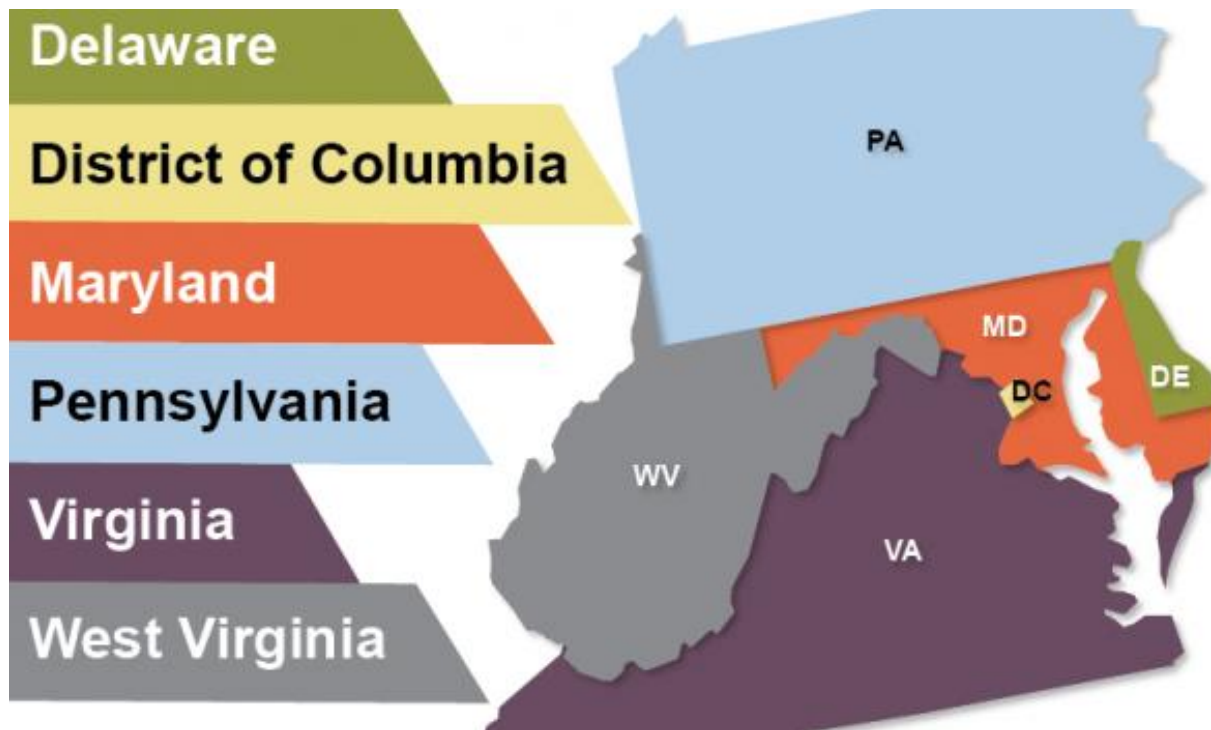 Delaware
District of Columbia
Maryland
Pennsylvania
Virginia
West Virginia
PA
MD
DE
DC
WV
VA